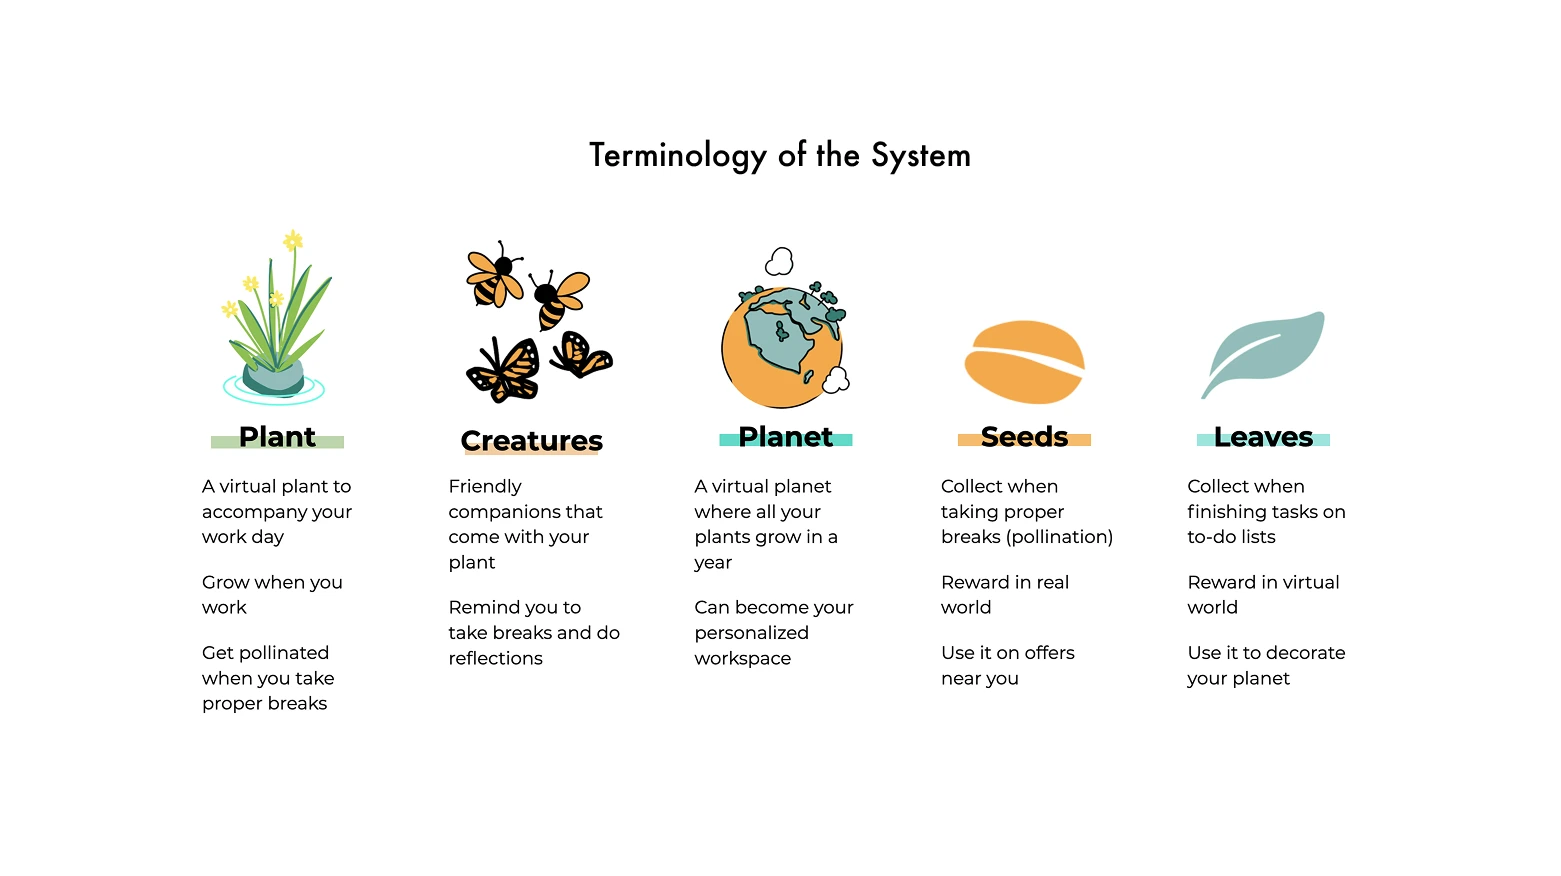 Terminology of the System
Plant
A virtual plant to
accompany your
work day
Grow when you
work
Get pollinated
when you take
proper breaks
Creatures
Friendly
companions that
come with your
plant
Remind you to
take breaks and do
reflections
Planet
A virtual planet
where all your
plants grow in a
year
Can become your
personalized
workspace
Seeds
Collect when
taking proper
breaks (pollination)
Reward in real
world
Use it on offers
near you
Leaves
Collect when
finishing tasks on
to-do lists
Reward in virtual
world
Use it to decorate
your planet